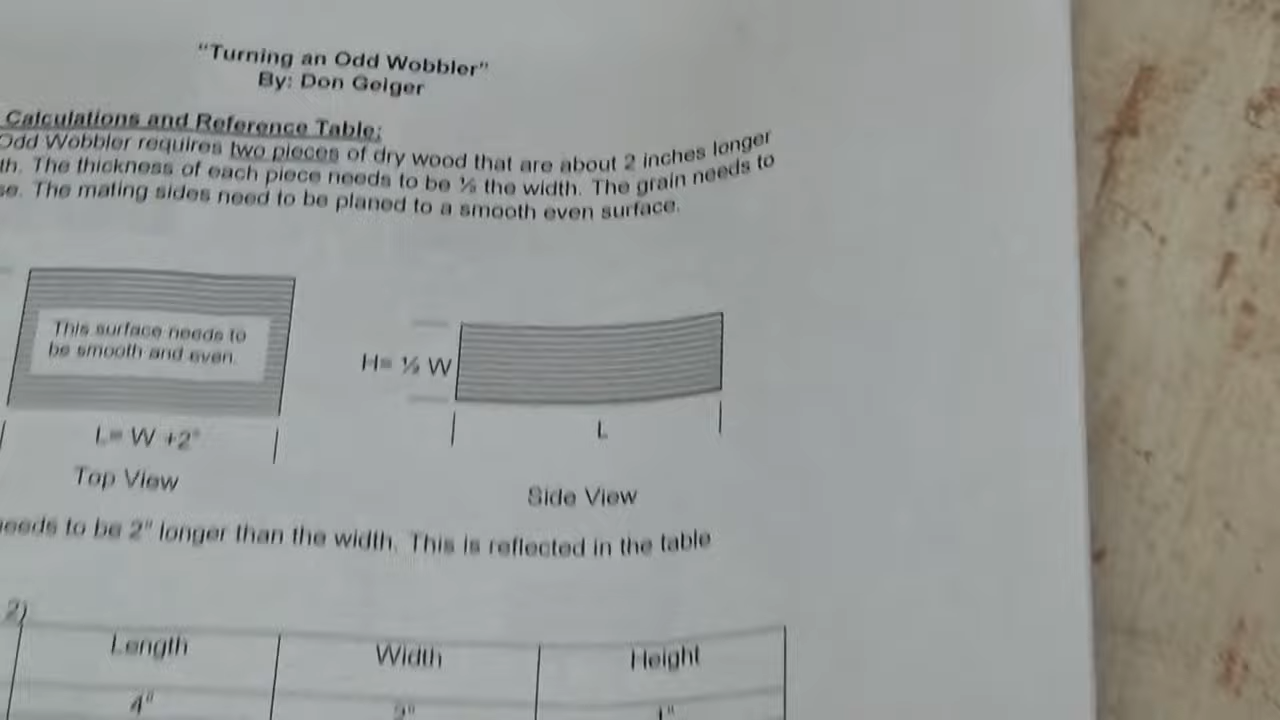 “Turning an Odd Wobbler”
By: Don Geiger
Calculations and Reference Table:
Odd Wobbler requires two pieces of dry wood that are about 2 inches longer
th. The thickness of each piece needs to be ½ the width. The grain needs to
se. The mating sides need to be planed to a smooth even surface.
This surface needs to
be smooth and even.
H= ½ W
L= W +2"
L
Top View
Side View
needs to be 2" longer than the width. This is reflected in the table
2)
Length Width Height
4" 2" 1"